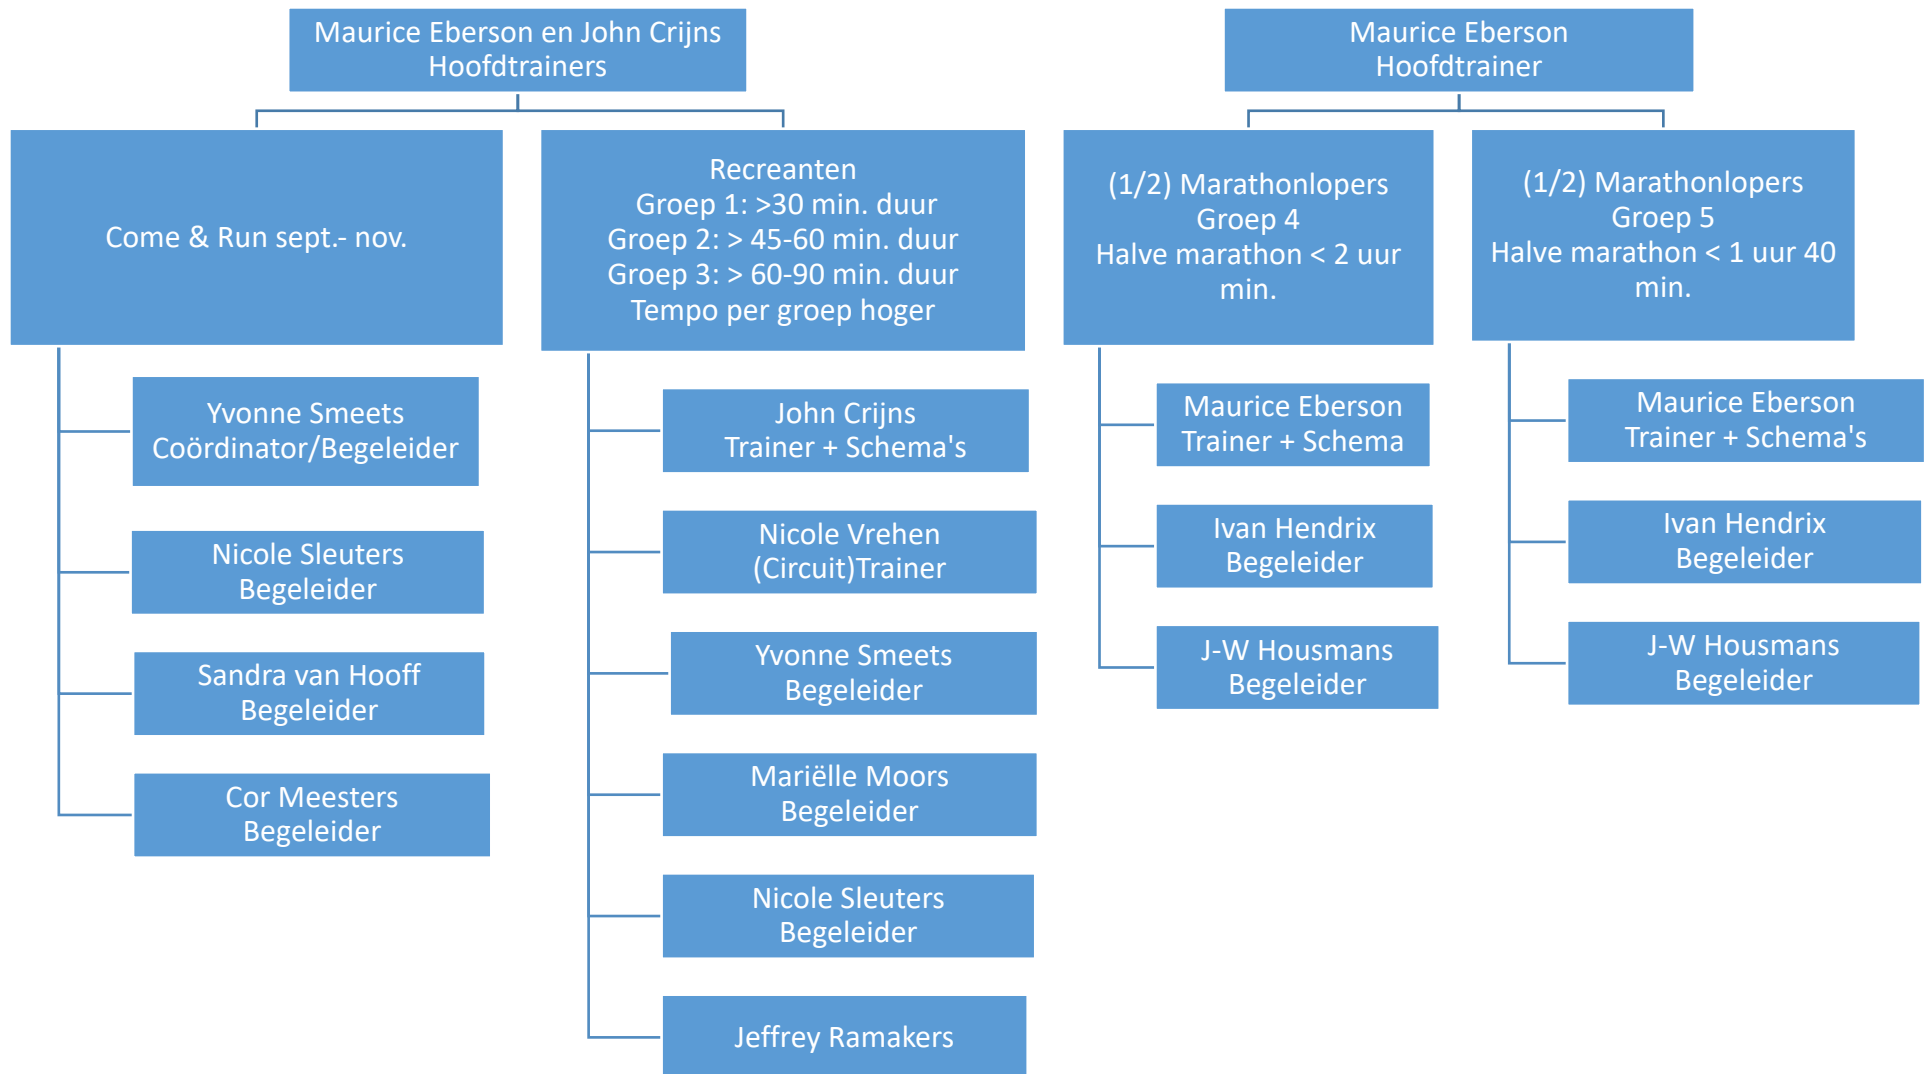 Maurice Eberson en John Crijns
Hoofdtrainers
Come & Run sept.- nov.
Yvonne Smeets
Coördinator/Begeleider
Nicole Sleuters
Begeleider
Sandra van Hooff
Begeleider
Cor Meesters
Begeleider
Recreanten
Groep 1: >30 min. duur
Groep 2: > 45-60 min. duur
Groep 3: > 60-90 min. duur
Tempo per groep hoger
John Crijns
Trainer + Schema's
Nicole Vrehen
(Circuit)Trainer
Yvonne Smeets
Begeleider
Mariëlle Moors
Begeleider
Nicole Sleuters
Begeleider
Jeffrey Ramakers
Maurice Eberson
Hoofdtrainer
(1/2) Marathonlopers
Groep 4
Halve marathon < 2 uur
min.
Maurice Eberson
Trainer + Schema
Ivan Hendrix
Begeleider
J-W Housmans
Begeleider
(1/2) Marathonlopers
Groep 5
Halve marathon < 1 uur 40
min.
Maurice Eberson
Trainer + Schema's
Ivan Hendrix
Begeleider
J-W Housmans
Begeleider